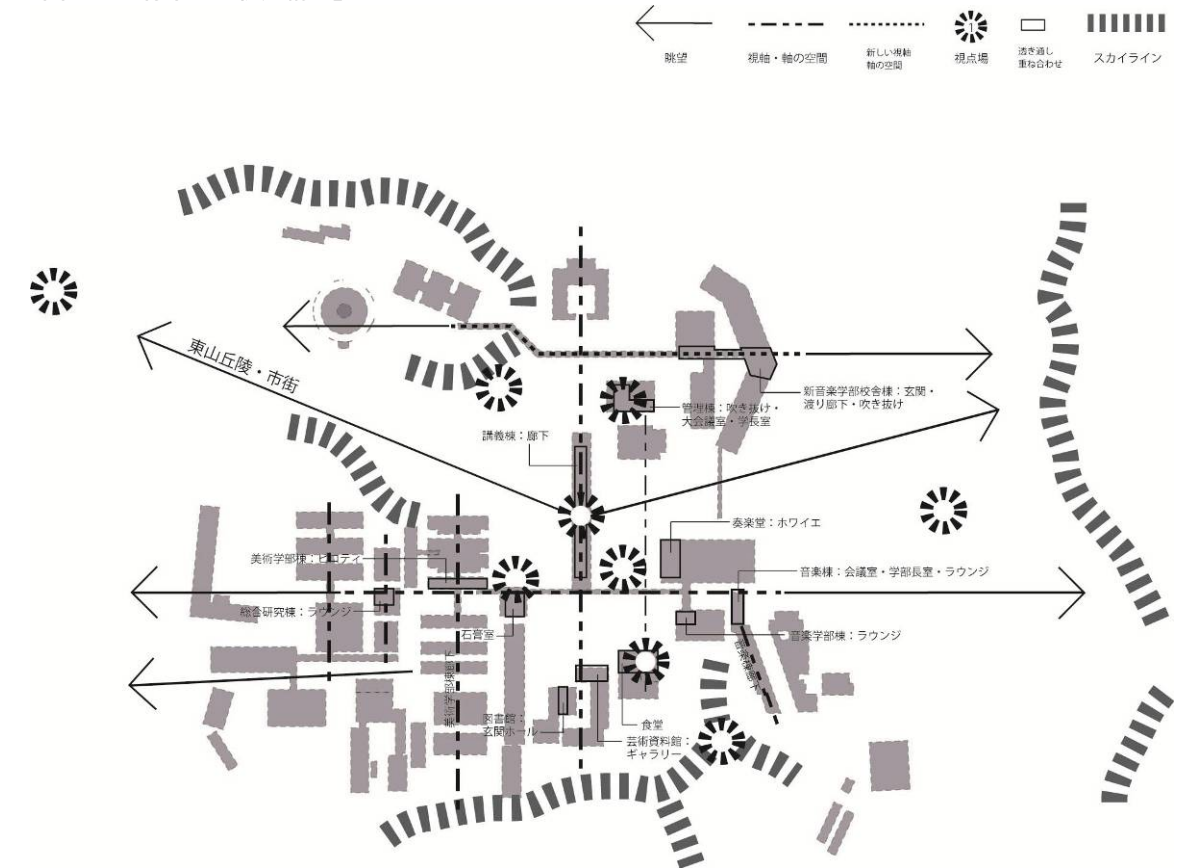 1
眺望
視軸・軸の空間
新しい視軸
軸の空間
視点場
透き通し
重ね合わせ
スカイライン
東山丘陵・市街
新音楽学部校舎棟：玄関・
渡り廊下・吹き抜け
管理棟：吹き抜け・
大会議室・学長室
講義棟：廊下
奏楽堂：ホワイエ
美術学部棟：ピロティ
音楽棟：会議室・学部長室・ラウンジ
総合研究棟：ラウンジ
石膏室
音楽学部棟：ラウンジ
図書館：
玄関ホール
食堂
芸術資料館：
ギャラリー